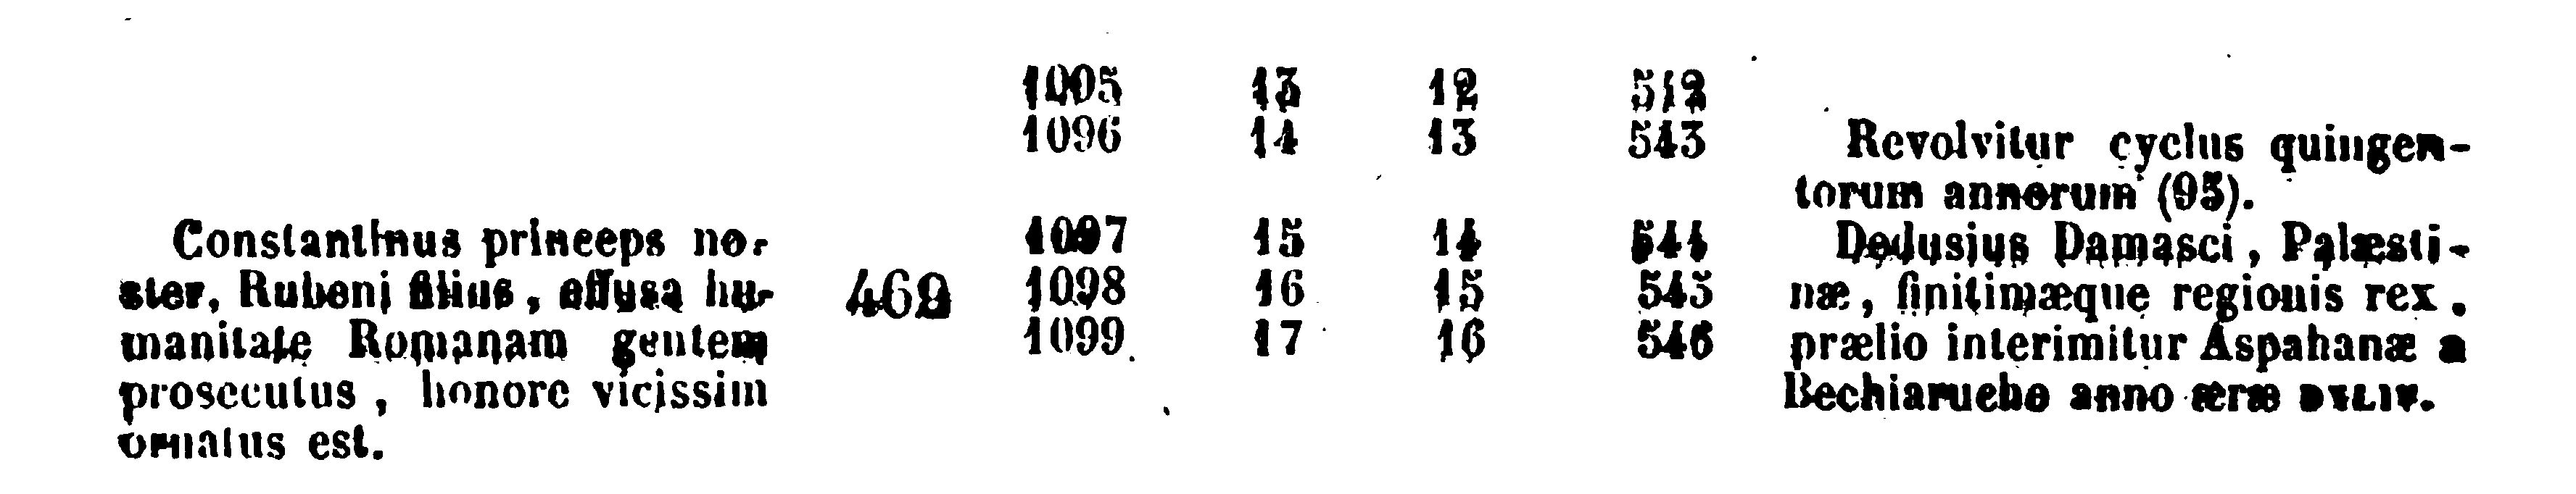 1095 13 12 542
1096 14 13 543 Revolvitur cyclus quingen-
torum annorum (95).
Constantinus princeps no- 1097 15 14 544 Dedusius Damasci, Palæsti-
ster, Rubeni filius, effusa hu- 469 1098 16 15 545 næ, finitimæque regionis rex,
manitate Romanam gentem 1099 17 16 546 prælio interimitur Aspahanæ a
prosecutus, honore vicissim Bechiarucho anno æræ
ornatus est.